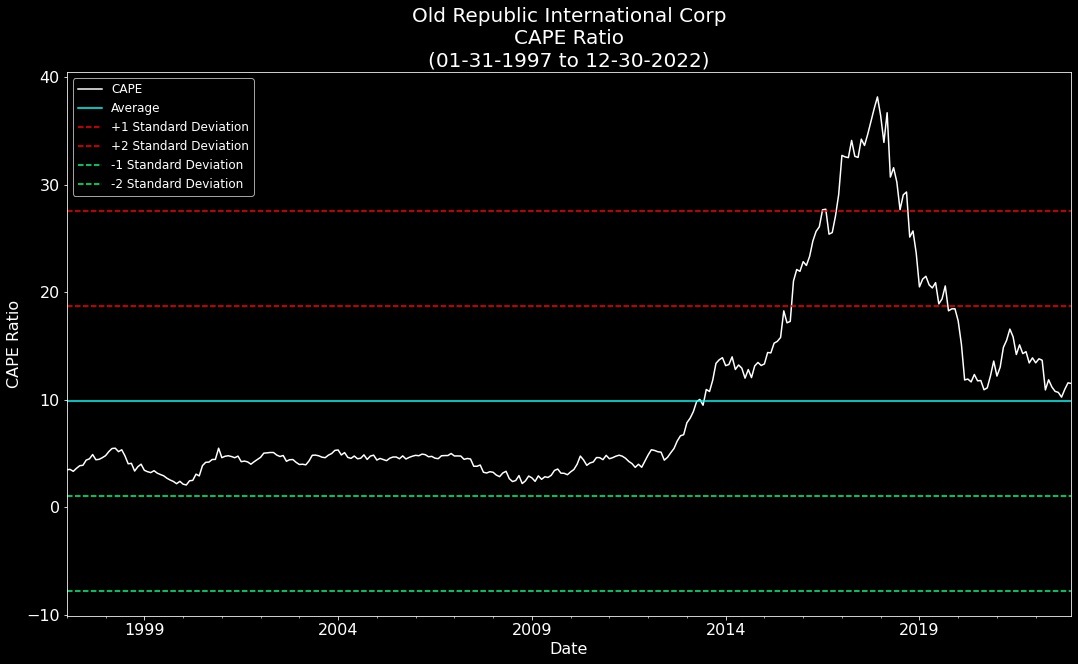 Old Republic International Corp
CAPE Ratio
(01-31-1997 to 12-30-2022)
CAPE
Average
+1 Standard Deviation
+2 Standard Deviation
-1 Standard Deviation
-2 Standard Deviation
40
30
20
10
0
−10
CAPE Ratio
1999
2004
2009
2014
2019
Date